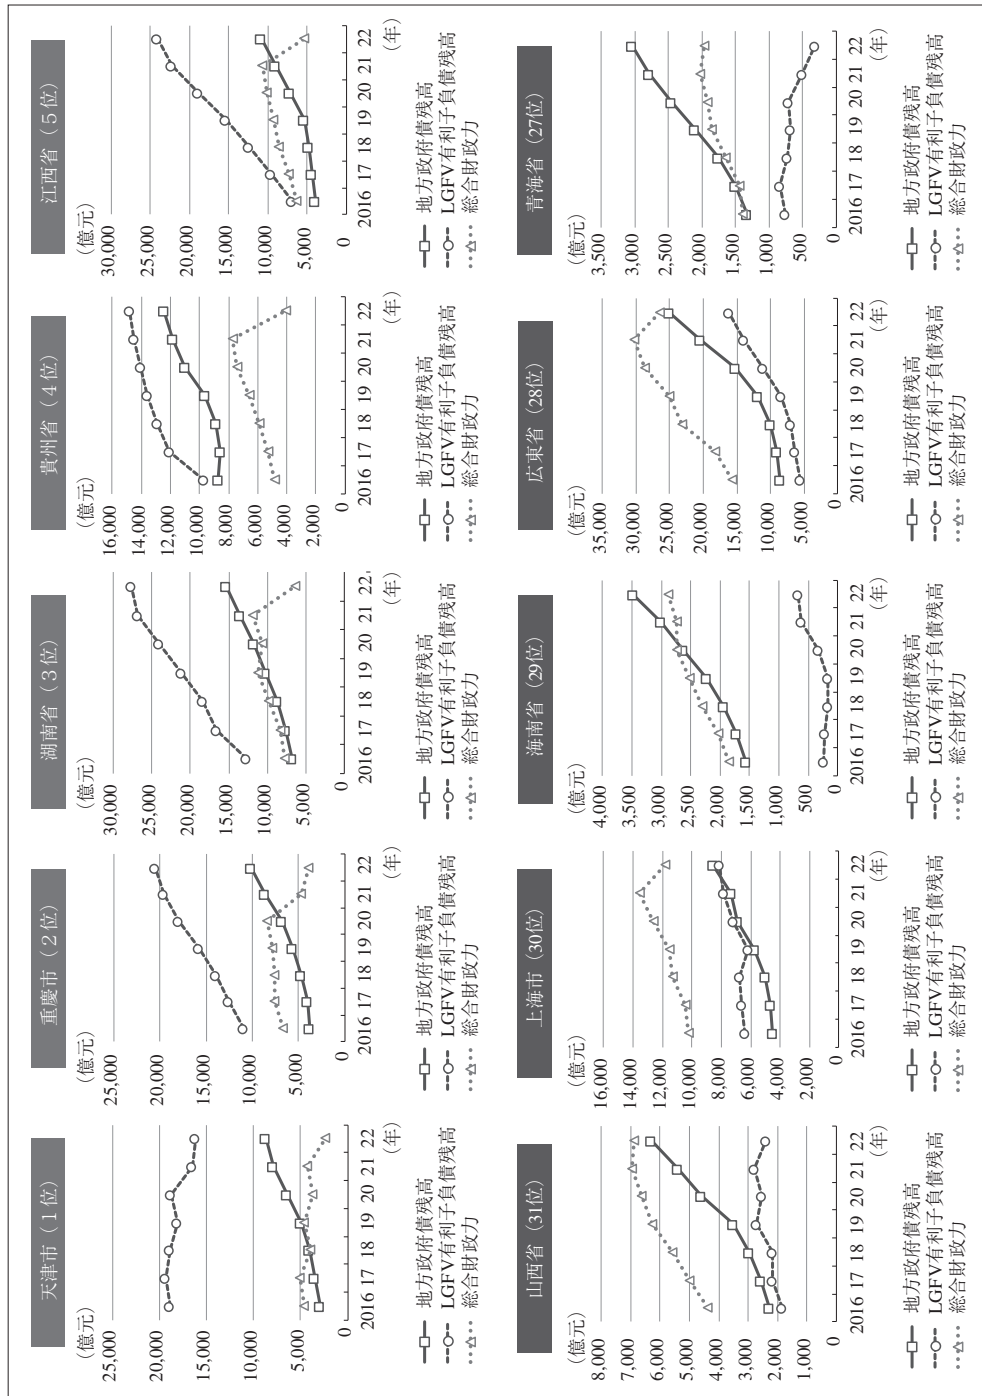 天津市（１位）
（億元）
25,000
20,000
15,000
10,000
5,000
0
2016 17 18 19 20 21 22
（年）
地方政府債残高
LGFV有利子負債残高
総合財政力
重慶市（２位）
（億元）
25,000
20,000
15,000
10,000
5,000
0
2016 17 18 19 20 21 22
（年）
地方政府債残高
LGFV有利子負債残高
総合財政力
湖南省（３位）
（億元）
30,000
25,000
20,000
15,000
10,000
5,000
0
2016 17 18 19 20 21 22
（年）
地方政府債残高
LGFV有利子負債残高
総合財政力
貴州省（４位）
（億元）
16,000
14,000
12,000
10,000
8,000
6,000
4,000
2,000
0
2016 17 18 19 20 21 22
（年）
地方政府債残高
LGFV有利子負債残高
総合財政力
江西省（５位）
（億元）
30,000
25,000
20,000
15,000
10,000
5,000
0
2016 17 18 19 20 21 22
（年）
地方政府債残高
LGFV有利子負債残高
総合財政力
山西省（31位）
（億元）
8,000
7,000
6,000
5,000
4,000
3,000
2,000
1,000
0
2016 17 18 19 20 21 22
（年）
地方政府債残高
LGFV有利子負債残高
総合財政力
上海市（30位）
（億元）
16,000
14,000
12,000
10,000
8,000
6,000
4,000
2,000
0
2016 17 18 19 20 21 22
（年）
地方政府債残高
LGFV有利子負債残高
総合財政力
海南省（29位）
（億元）
4,000
3,500
3,000
2,500
2,000
1,500
1,000
500
0
2016 17 18 19 20 21 22
（年）
地方政府債残高
LGFV有利子負債残高
総合財政力
広東省（28位）
（億元）
35,000
30,000
25,000
20,000
15,000
10,000
5,000
0
2016 17 18 19 20 21 22
（年）
地方政府債残高
LGFV有利子負債残高
総合財政力
青海省（27位）
（億元）
3,500
3,000
2,500
2,000
1,500
1,000
500
0
2016 17 18 19 20 21 22
（年）
地方政府債残高
LGFV有利子負債残高
総合財政力